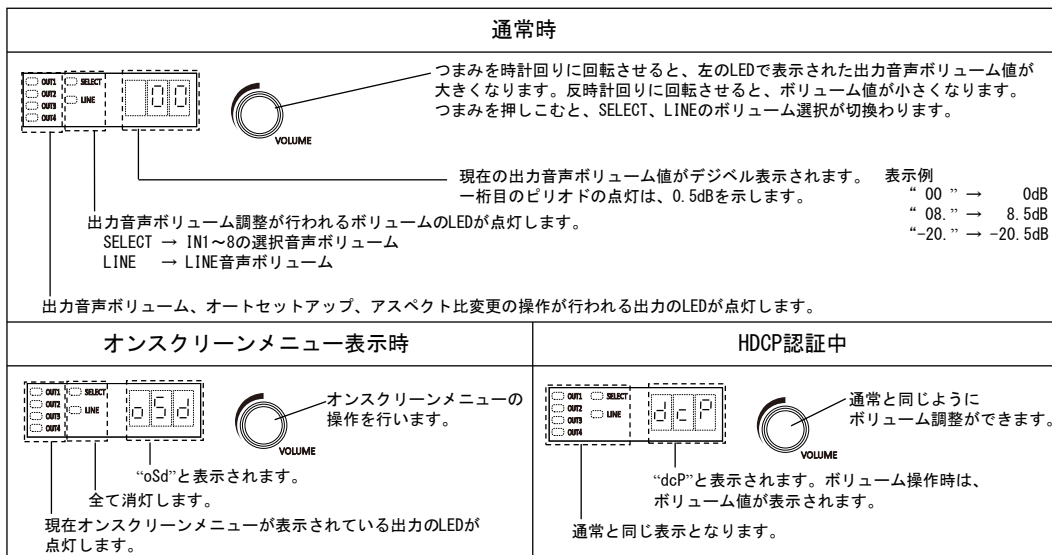 通常時
OUT1 SELECT
OUT2
LINE
OUT3
OUT4
00
VOLUME
つまみを時計回りに回転させると、左のLEDで表示された出力音声ボリューム値が
大きくなります。反時計回りに回転させると、ボリューム値が小さくなります。
つまみを押しこむと、SELECT、LINEのボリューム選択が切換わります。
現在の出力音声ボリューム値がデジベル表示されます。
一桁目のピリオドの点灯は、0.5dBを示します。
表示例
“ 00 ” → 0dB
“ 08.” → 8.5dB
“-20.” → -20.5dB
出力音声ボリューム調整が行われるボリュームのLEDが点灯します。
SELECT → IN1~8の選択音声ボリューム
LINE → LINE音声ボリューム
出力音声ボリューム、オートセットアップ、アスペクト比変更の操作が行われる出力のLEDが点灯します。
オンスクリーンメニュー表示時
OUT1 SELECT
OUT2
LINE
OUT3
OUT4
oSd
VOLUME
オンスクリーンメニューの
操作を行います。
“oSd”と表示されます。
全て消灯します。
現在オンスクリーンメニューが表示されている出力のLEDが
点灯します。
HDCP認証中
OUT1 SELECT
OUT2
LINE
OUT3
OUT4
dcP
VOLUME
通常と同じように
ボリューム調整ができます。
“dcP”と表示されます。ボリューム操作時は、
ボリューム値が表示されます。
通常と同じ表示となります。